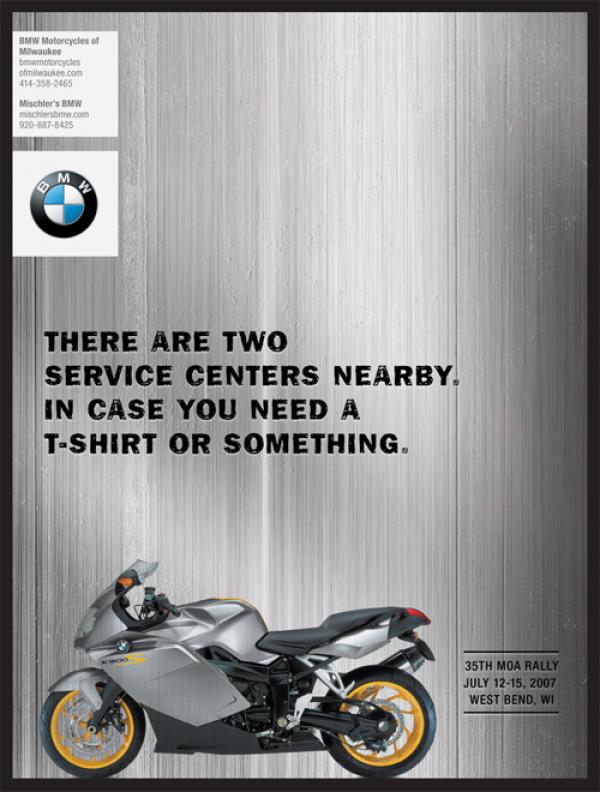 BMW Motorcycles of
Milwaukee
bmwmotorcycles
ofmilwaukee.com
414-358-2465
Mischler's BMW
mischlersbmw.com
920-887-8425
BMW
THERE ARE TWO
SERVICE CENTERS NEARBY.
IN CASE YOU NEED A
T-SHIRT OR SOMETHING.
K1200S
35TH MOA RALLY
JULY 12-15, 2007
WEST BEND, WI